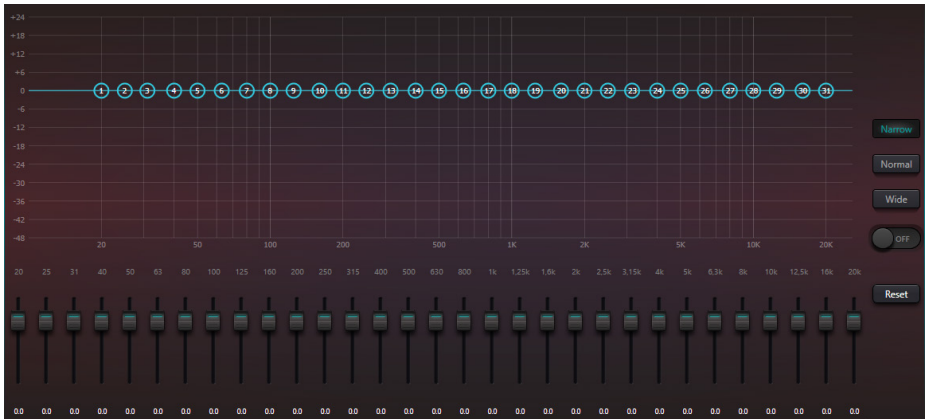 +24
+18
+12
+6
0
-6
-12
-18
-24
-30
-36
-42
-48
1 2 3 4 5 6 7 8 9 10 11 12 13 14 15 16 17 18 19 20 21 22 23 24 25 26 27 28 29 30 31
20 50 100 200 500 1K 2K 5K 10K 20K
Narrow
Normal
Wide
OFF
Reset
20 25 31 40 50 63 80 100 125 160 200 250 315 400 500 630 800 1k 1,25k 1,6k 2k 2,5k 3,15k 4k 5k 6,3k 8k 10k 12,5k 16k 20k
0.0 0.0 0.0 0.0 0.0 0.0 0.0 0.0 0.0 0.0 0.0 0.0 0.0 0.0 0.0 0.0 0.0 0.0 0.0 0.0 0.0 0.0 0.0 0.0 0.0 0.0 0.0 0.0 0.0 0.0 0.0